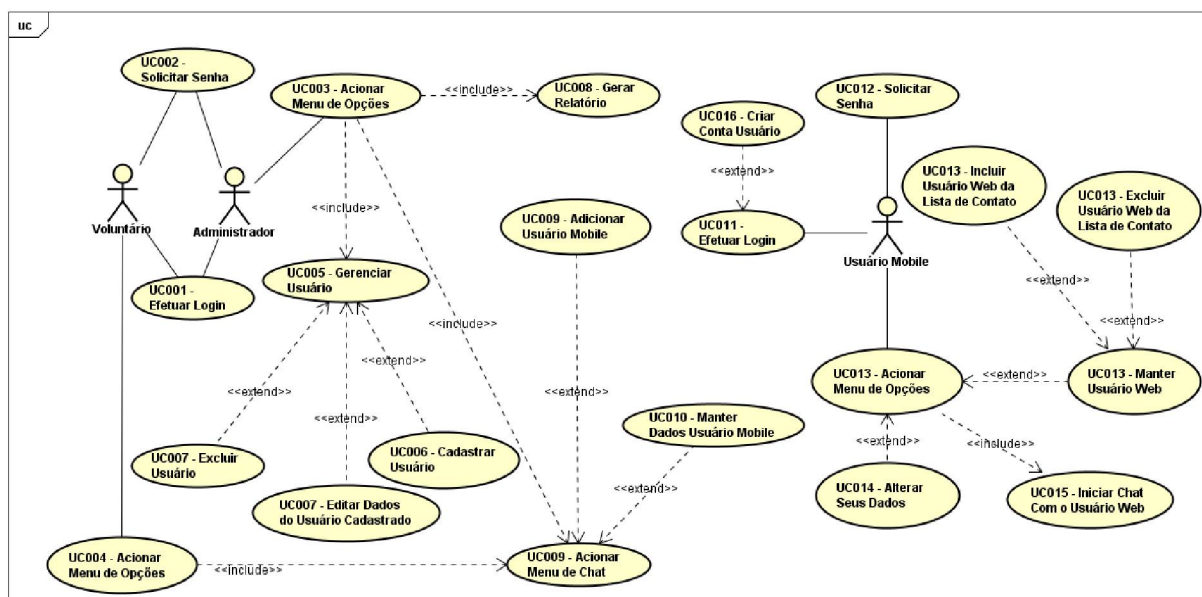 uc
UC002 -
Solicitar Senha
UC003 - Acionar
Menu de Opções
<<include>>
UC008 - Gerar
Relatório
UC012 - Solicitar
Senha
UC016 - Criar
Conta Usuário
<<extend>>
UC013 - Incluir
Usuário Web da
Lista de Contato
UC013 - Excluir
Usuário Web da
Lista de Contato
Voluntário
Administrador
<<include>>
UC009 - Adicionar
Usuário Mobile
UC011 -
Efetuar Login
Usuário Mobile
UC001 -
Efetuar Login
UC005 - Gerenciar
Usuário
<<include>>
<<extend>>
<<extend>>
<<extend>>
<<extend>>
<<extend>>
<<extend>>
UC013 - Acionar
Menu de Opções
<<extend>>
UC013 - Manter
Usuário Web
UC010 - Manter
Dados Usuário Mobile
<<extend>>
<<include>>
UC007 - Excluir
Usuário
UC006 - Cadastrar
Usuário
UC007 - Editar Dados
do Usuário Cadastrado
<<extend>>
UC014 - Alterar
Seus Dados
UC015 - Iniciar Chat
Com o Usuário Web
UC004 - Acionar
Menu de Opções
<<include>>
UC009 - Acionar
Menu de Chat